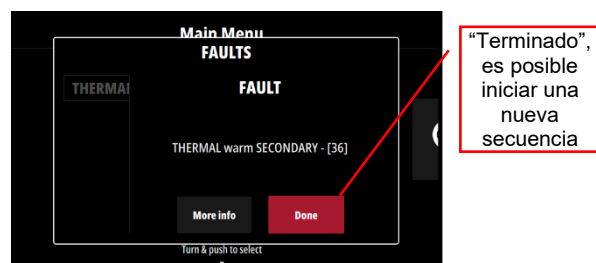 Main Menu
FAULTS
THERMAL
FAULT
THERMAL warm SECONDARY - [36]
More info
Done
Turn & push to select
“Terminado”,
es posible
iniciar una
nueva
secuencia